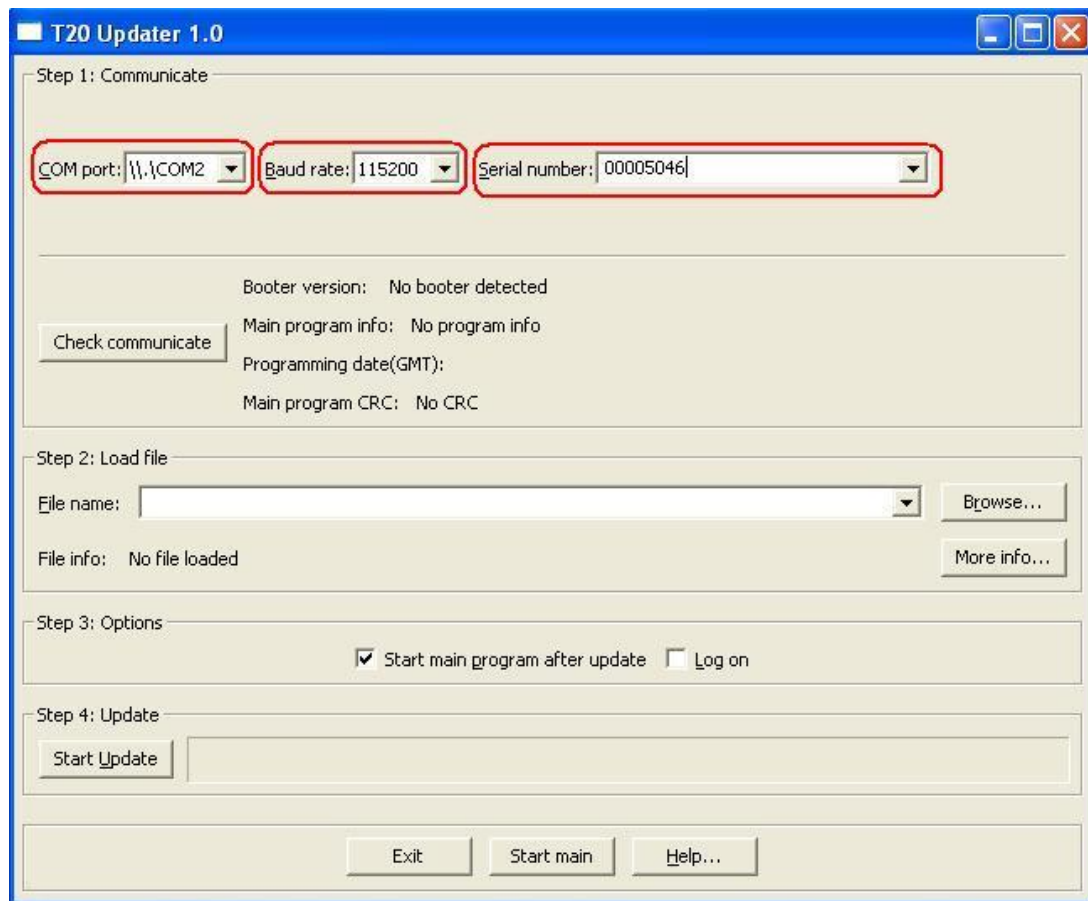 T20 Updater 1.0
Step 1: Communicate
COM port: \\.\COM2 Baud rate: 115200 Serial number: 00005046
Booter version: No booter detected
Main program info: No program info
Check communicate
Programming date(GMT):
Main program CRC: No CRC
Step 2: Load file
File name: Browse...
File info: No file loaded More info...
Step 3: Options
Start main program after update Log on
Step 4: Update
Start Update
Exit Start main Help...